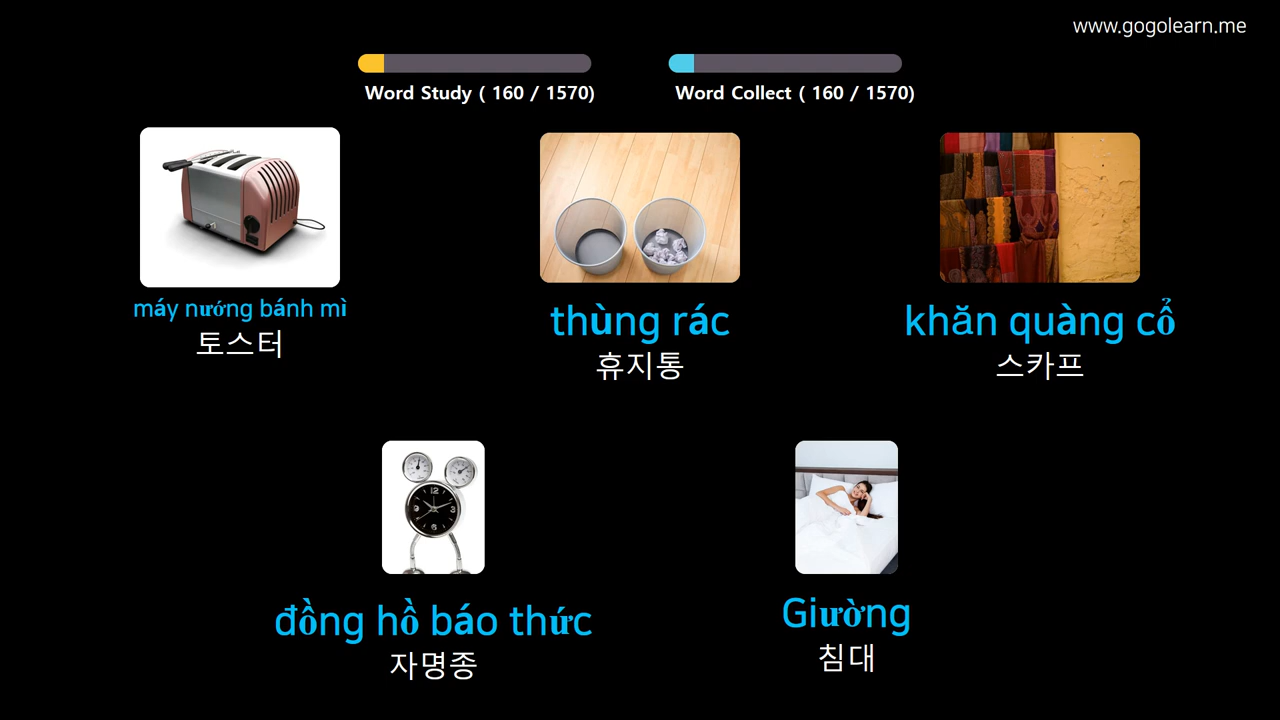 www.gogolearn.me
Word Study ( 160 / 1570)
Word Collect ( 160 / 1570)
máy nướng bánh mì
토스터
thùng rác
휴지통
khăn quàng cổ
스카프
đồng hồ báo thức
자명종
Giường
침대